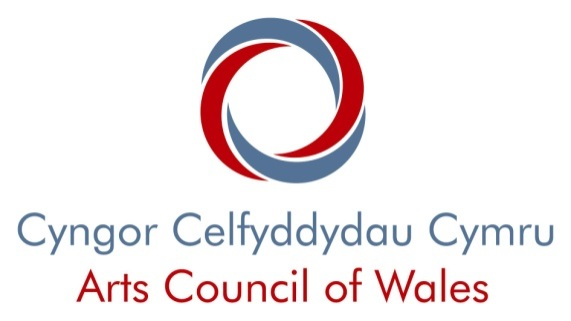 Cyngor Celfyddydau Cymru
Arts Council of Wales